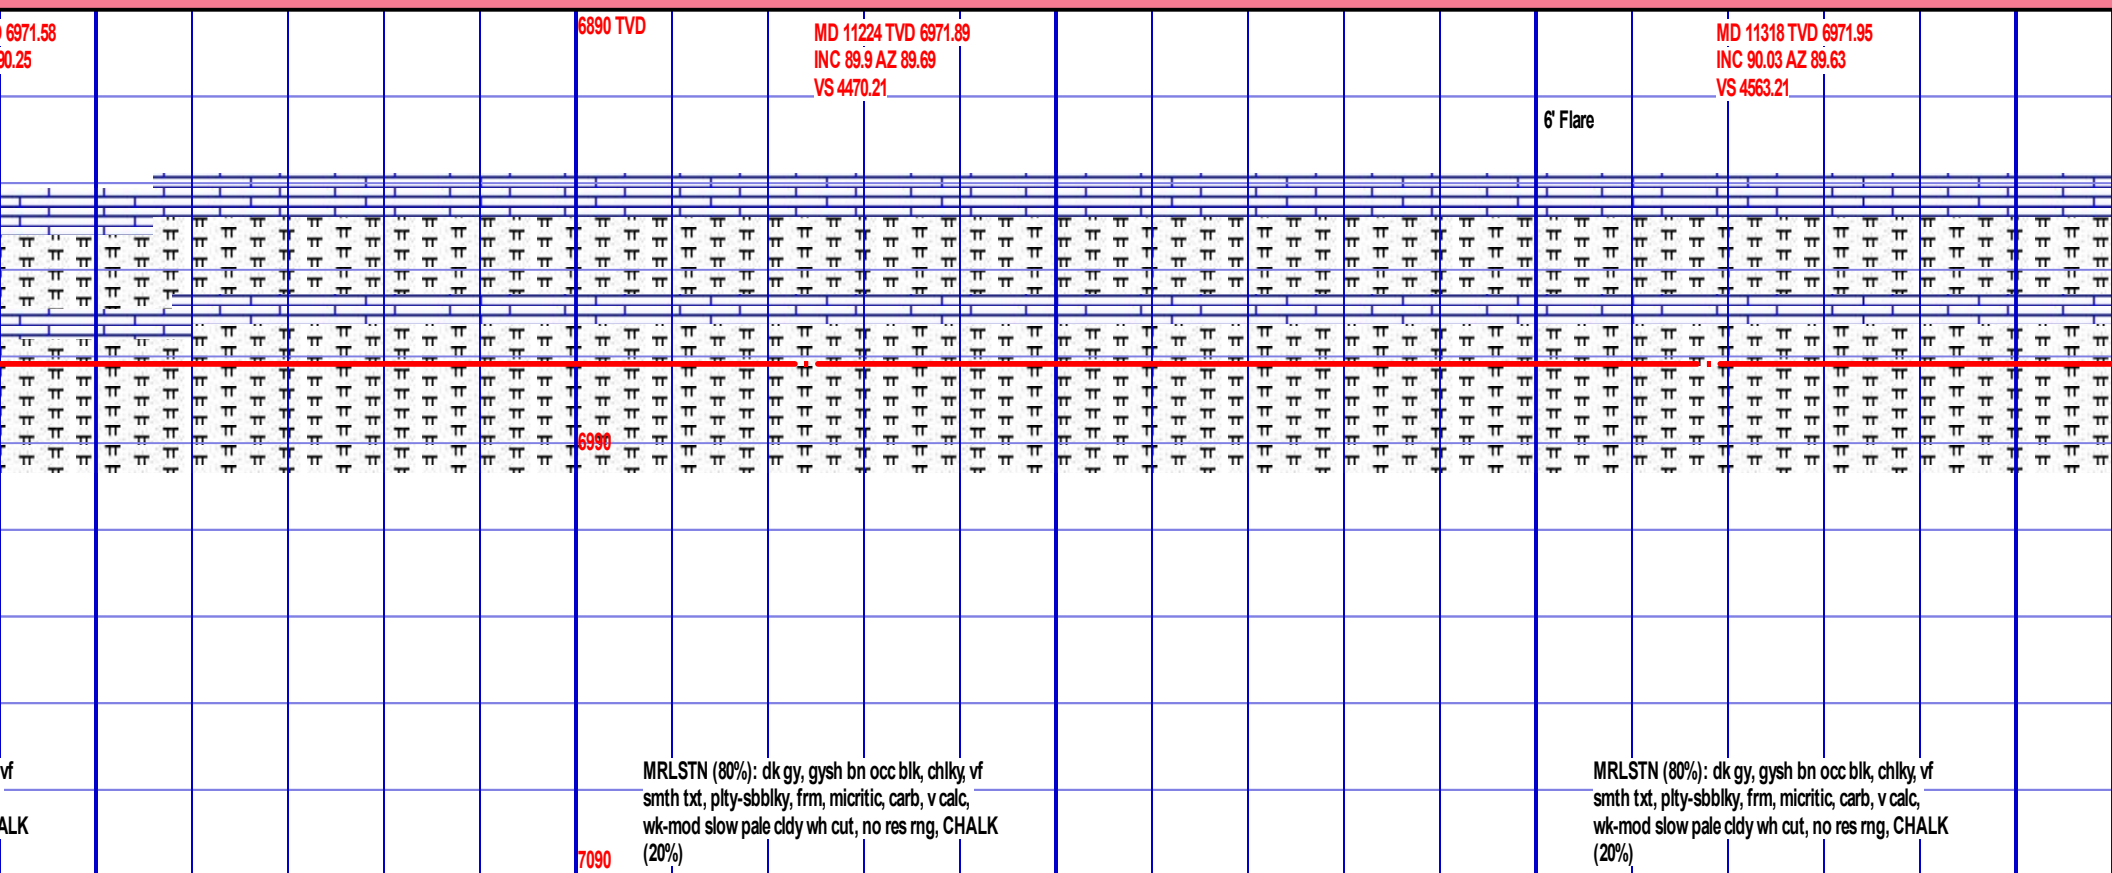 6971.58
90.25
6890 TVD
MD 11224 TVD 6971.89
INC 89.9 AZ 89.69
VS 4470.21
MD 11318 TVD 6971.95
INC 90.03 AZ 89.63
VS 4563.21
6' Flare
6990
vf
ALK
MRLSTN (80%): dk gy, gysh bn occ blk, chlky, vf
smth txt, plty-sbblky, frm, micritic, carb, v calc,
wk-mod slow pale cldy wh cut, no res rng, CHALK
(20%)
MRLSTN (80%): dk gy, gysh bn occ blk, chlky, vf
smth txt, plty-sbblky, frm, micritic, carb, v calc,
wk-mod slow pale cldy wh cut, no res rng, CHALK
(20%)
7090